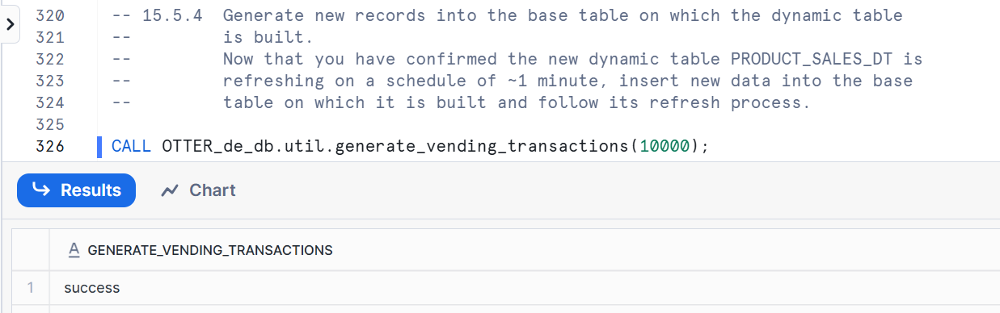 320 -- 15.5.4  Generate new records into the base table on which the dynamic table
321 --         is built.
322 --         Now that you have confirmed the new dynamic table PRODUCT_SALES_DT is
323 --         refreshing on a schedule of ~1 minute, insert new data into the base
324 --         table on which it is built and follow its refresh process.
325
326 CALL OTTER_de_db.util.generate_vending_transactions(10000);
Results Chart
A GENERATE_VENDING_TRANSACTIONS
1 success